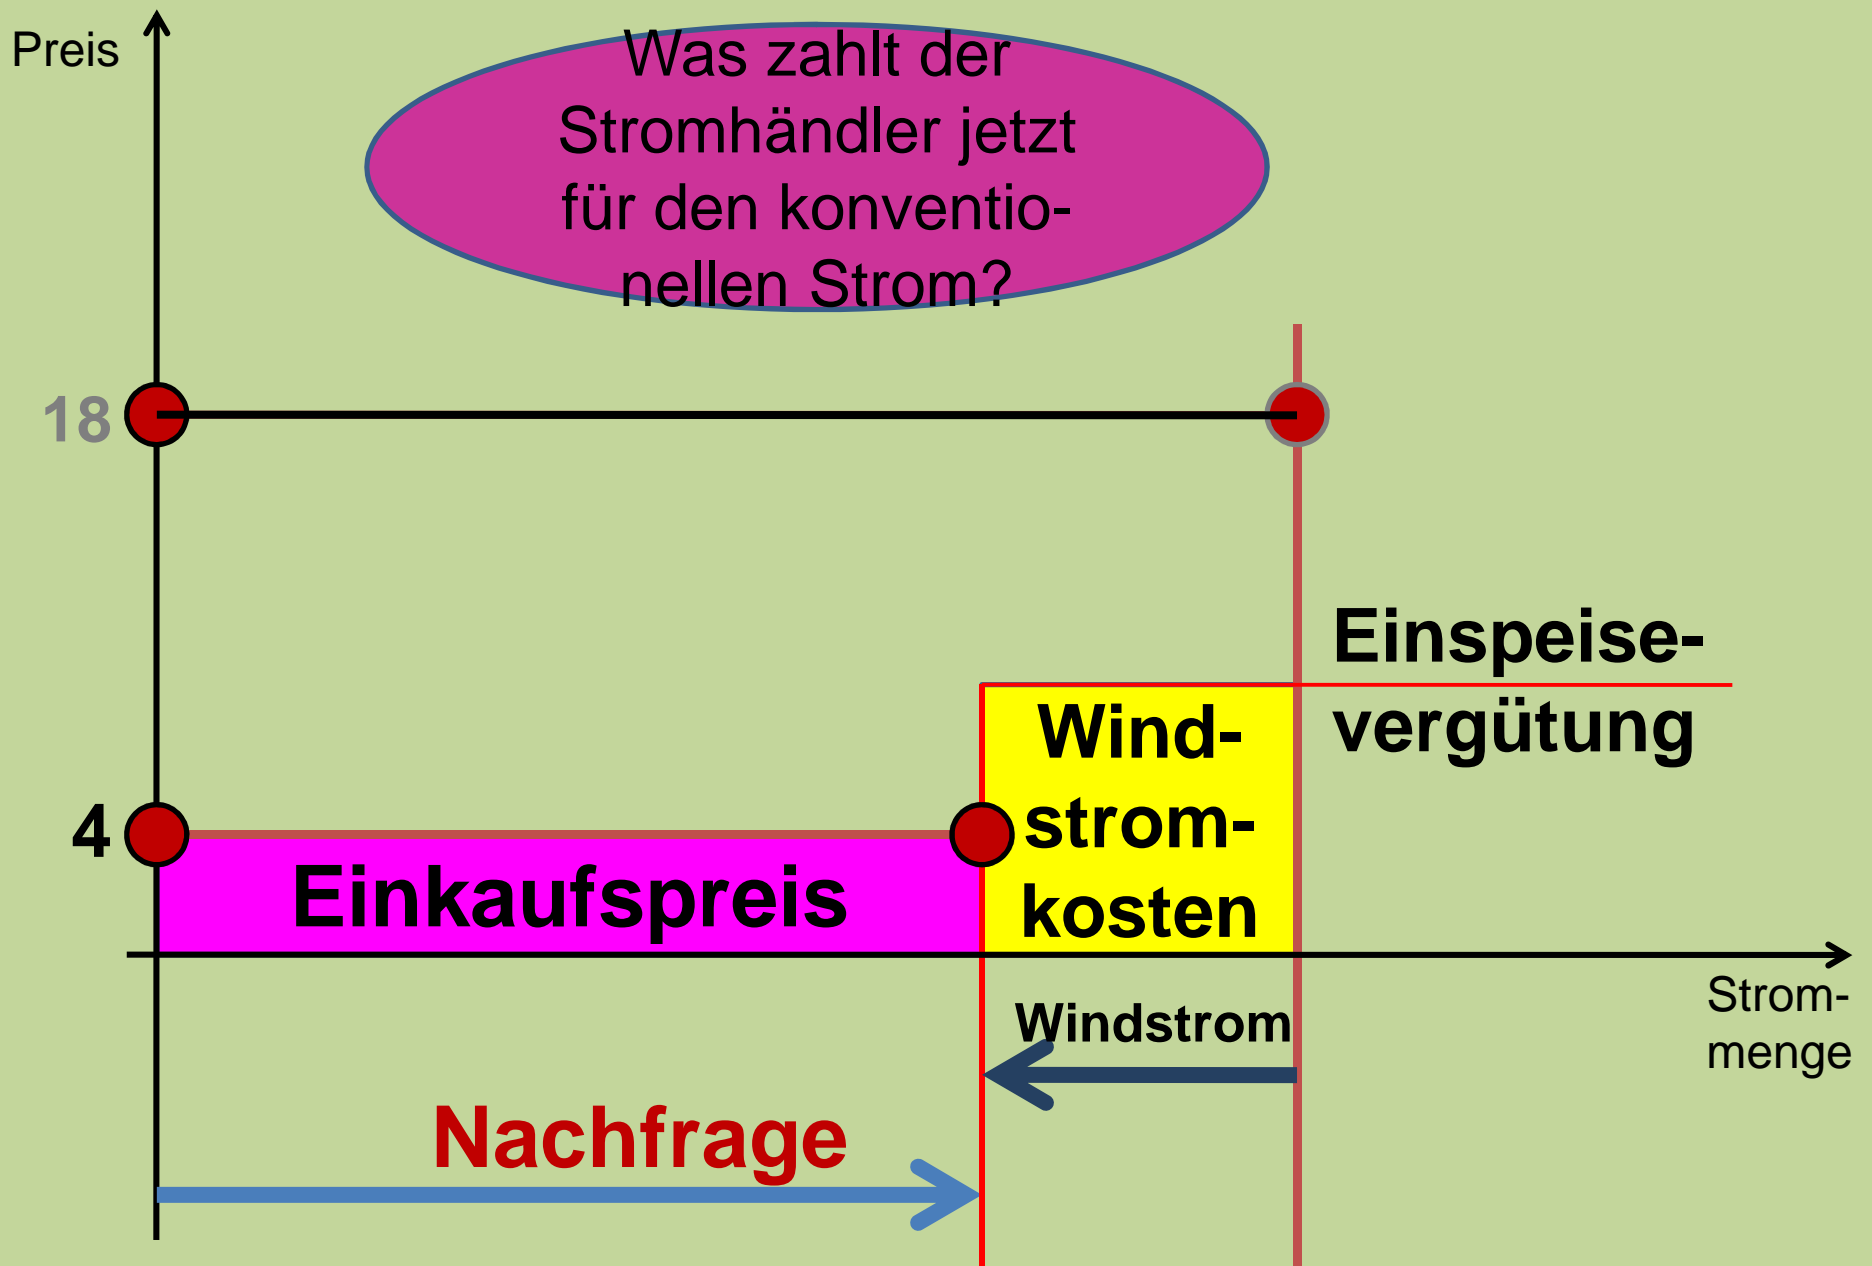 Preis
Was zahlt der
Stromhändler jetzt
für den konventio-
nellen Strom?
18
Einspeise-
vergütung
Wind-
strom-
kosten
4
Einkaufspreis
Strom-
menge
Windstrom
Nachfrage